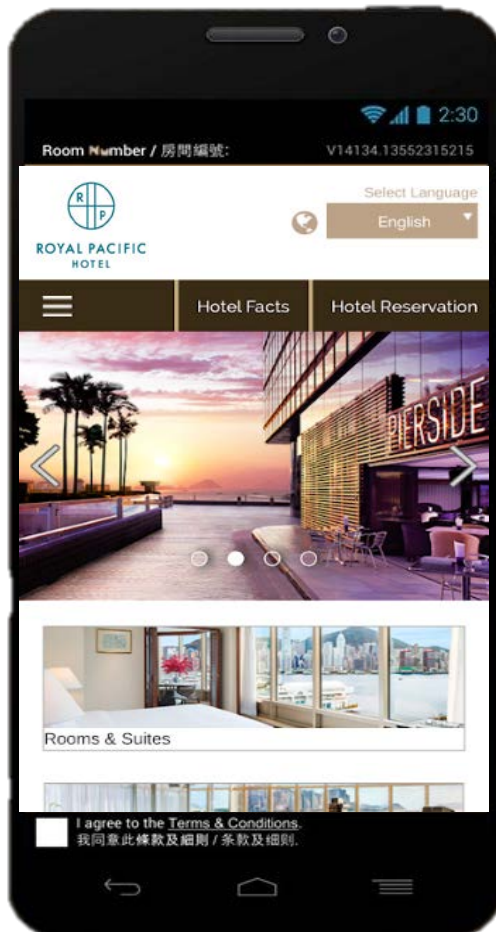 2:30
Room Number / 房間編號:
V14134.13552315215
R
P
ROYAL PACIFIC
HOTEL
Select Language
English
Hotel Facts
Hotel Reservation
PIERSIDE
Rooms & Suites
I agree to the Terms & Conditions.
我同意此條款及細則 / 条款及细则.